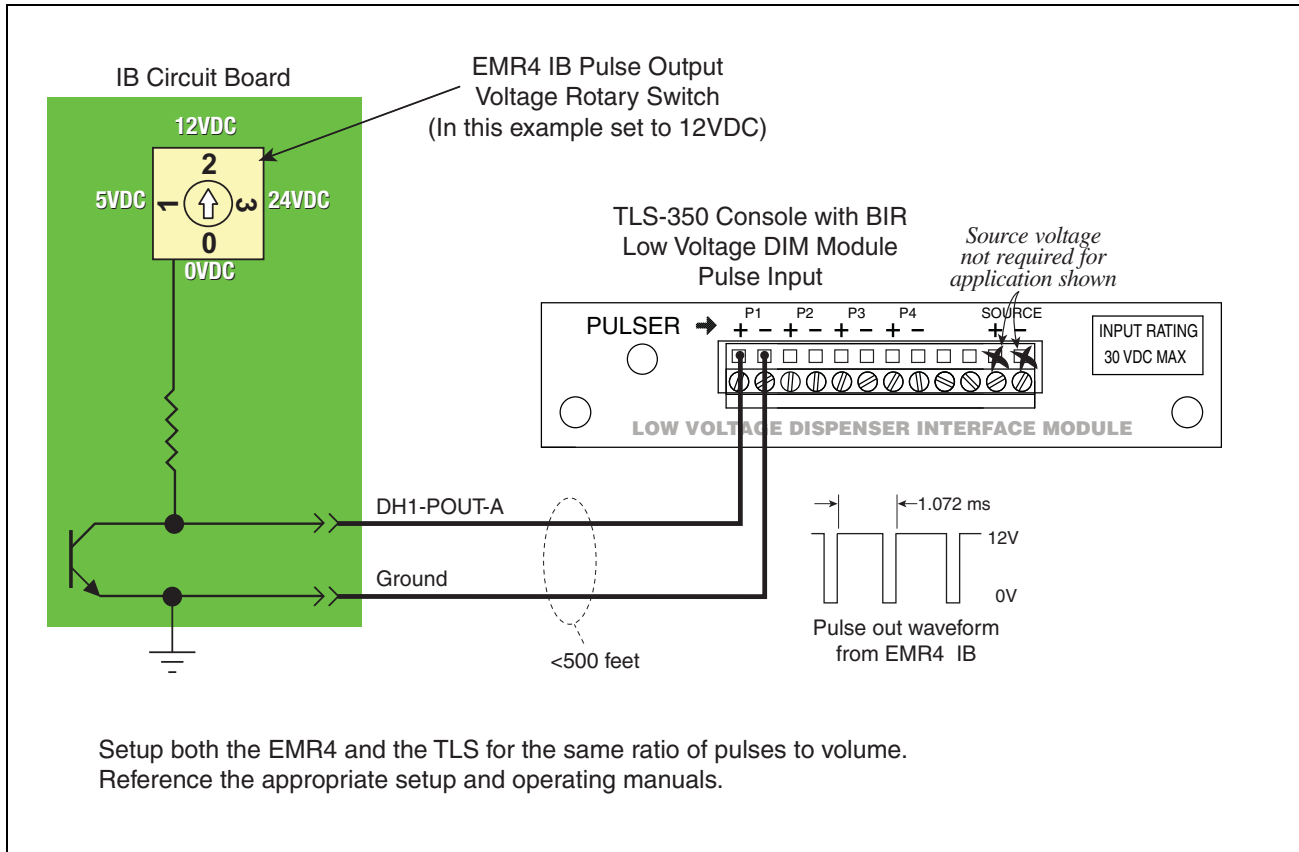 IB Circuit Board
EMR4 IB Pulse Output
Voltage Rotary Switch
(In this example set to 12VDC)
12VDC
2
5VDC 1 3 24VDC
0
0VDC
TLS-350 Console with BIR
Low Voltage DIM Module
Pulse Input
Source voltage
not required for
application shown
PULSER
P1 P2 P3 P4 SOURCE
+ − + − + − + − + −
INPUT RATING
30 VDC MAX
LOW VOLTAGE DISPENSER INTERFACE MODULE
DH1-POUT-A
Ground
<500 feet
1.072 ms
12V
0V
Pulse out waveform
from EMR4 IB
Setup both the EMR4 and the TLS for the same ratio of pulses to volume.
Reference the appropriate setup and operating manuals.